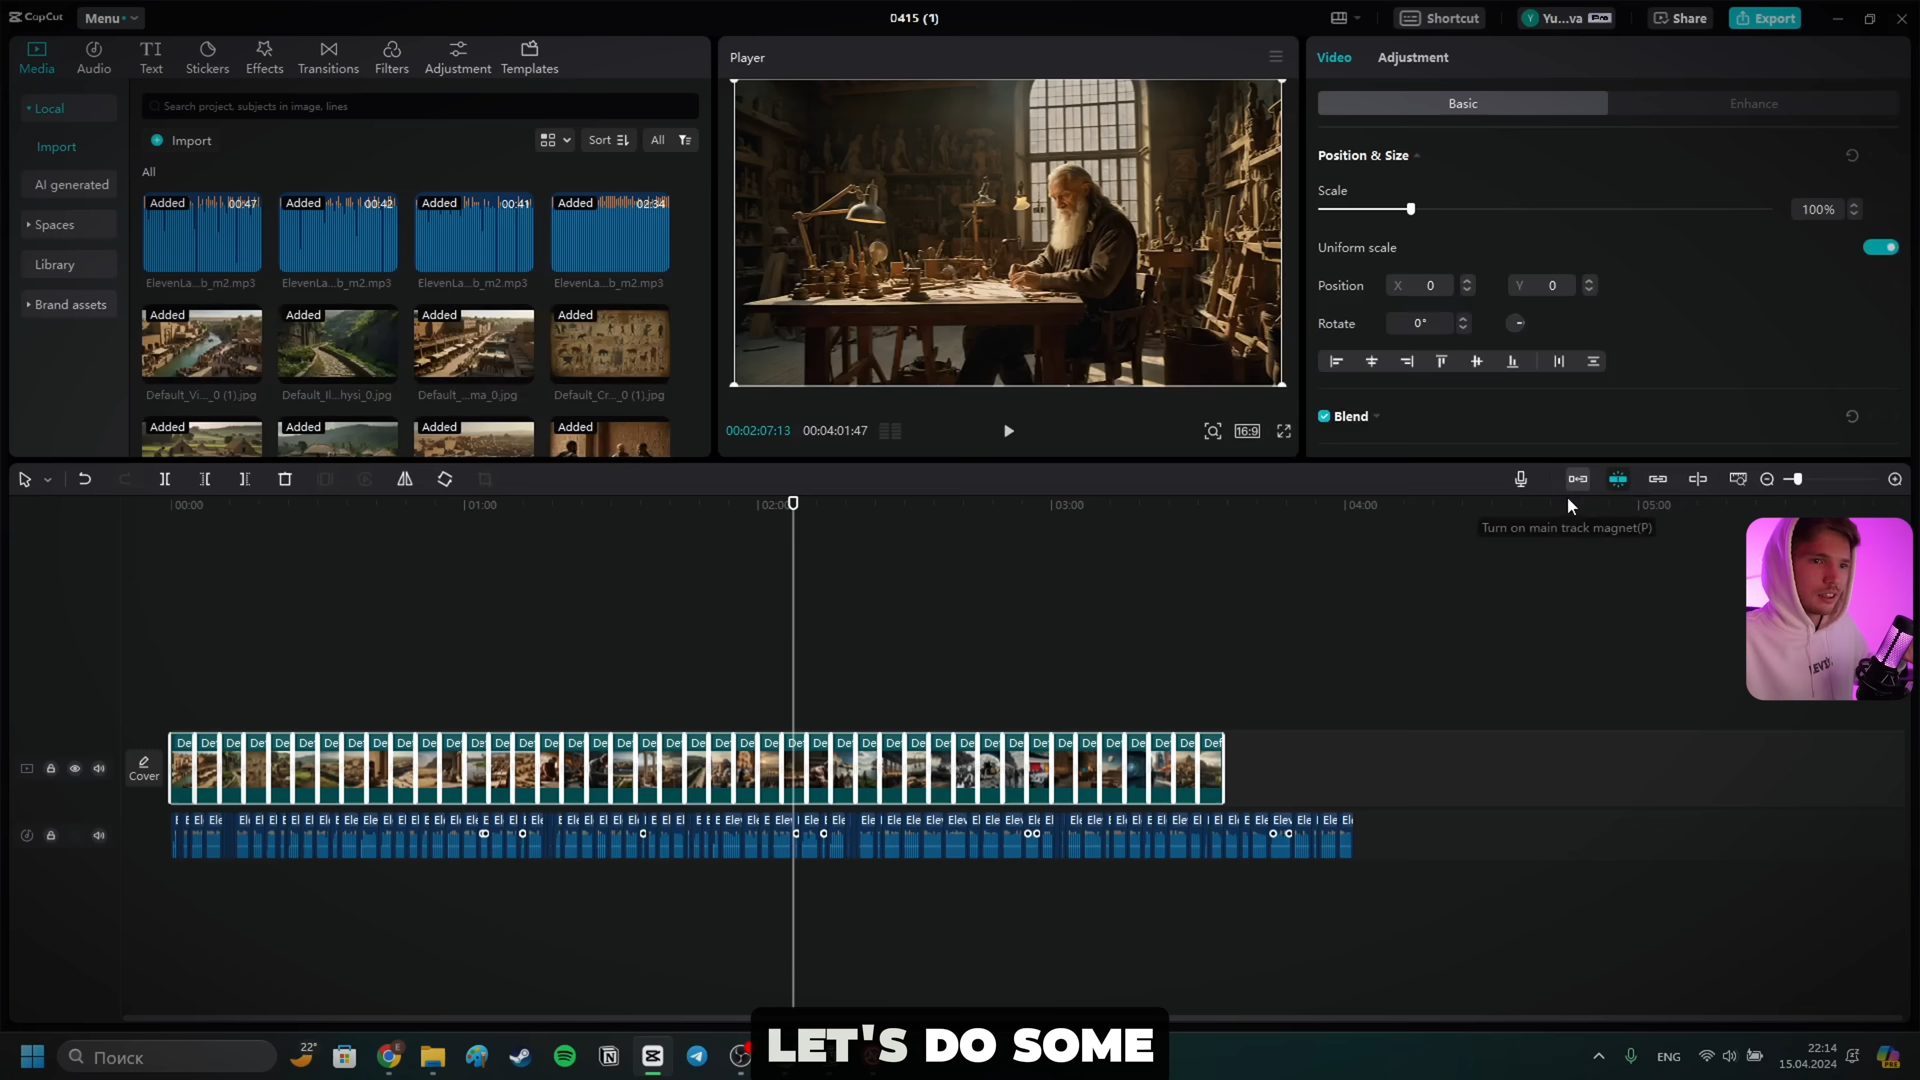 CapCut
Menu
0415 (1)
Shortcut
Yu...va Pro
Share
Export
Media
Audio
TI
Text
Stickers
Effects
Transitions
Filters
Adjustment
Templates
Local
Import
AI generated
Spaces
Library
Brand assets
Search project, subjects in image, lines
Import
Sort
All
All
Added 00:47
Added 00:42
Added 00:41
Added 02:34
ElevenLa...b_m2.mp3
ElevenLa...b_m2.mp3
ElevenLa...b_m2.mp3
ElevenLa...b_m2.mp3
Added
Added
Added
Added
Default_Vi..._0 (1).jpg
Default_Il...hysi_0.jpg
Default_...ma_0.jpg
Default_Cr..._0 (1).jpg
Added
Added
Added
Added
Player
00:02:07:13
00:04:01:47
16:9
Video
Adjustment
Basic
Enhance
Position & Size
Scale
100%
Uniform scale
Position
X 0
Y 0
Rotate
0°
Blend
00:00
01:00
02:00
03:00
04:00
05:00
Turn on main track magnet(P)
Cover
LEVI'S
LET'S DO SOME
Поиск
22°
ENG
22:14
15.04.2024